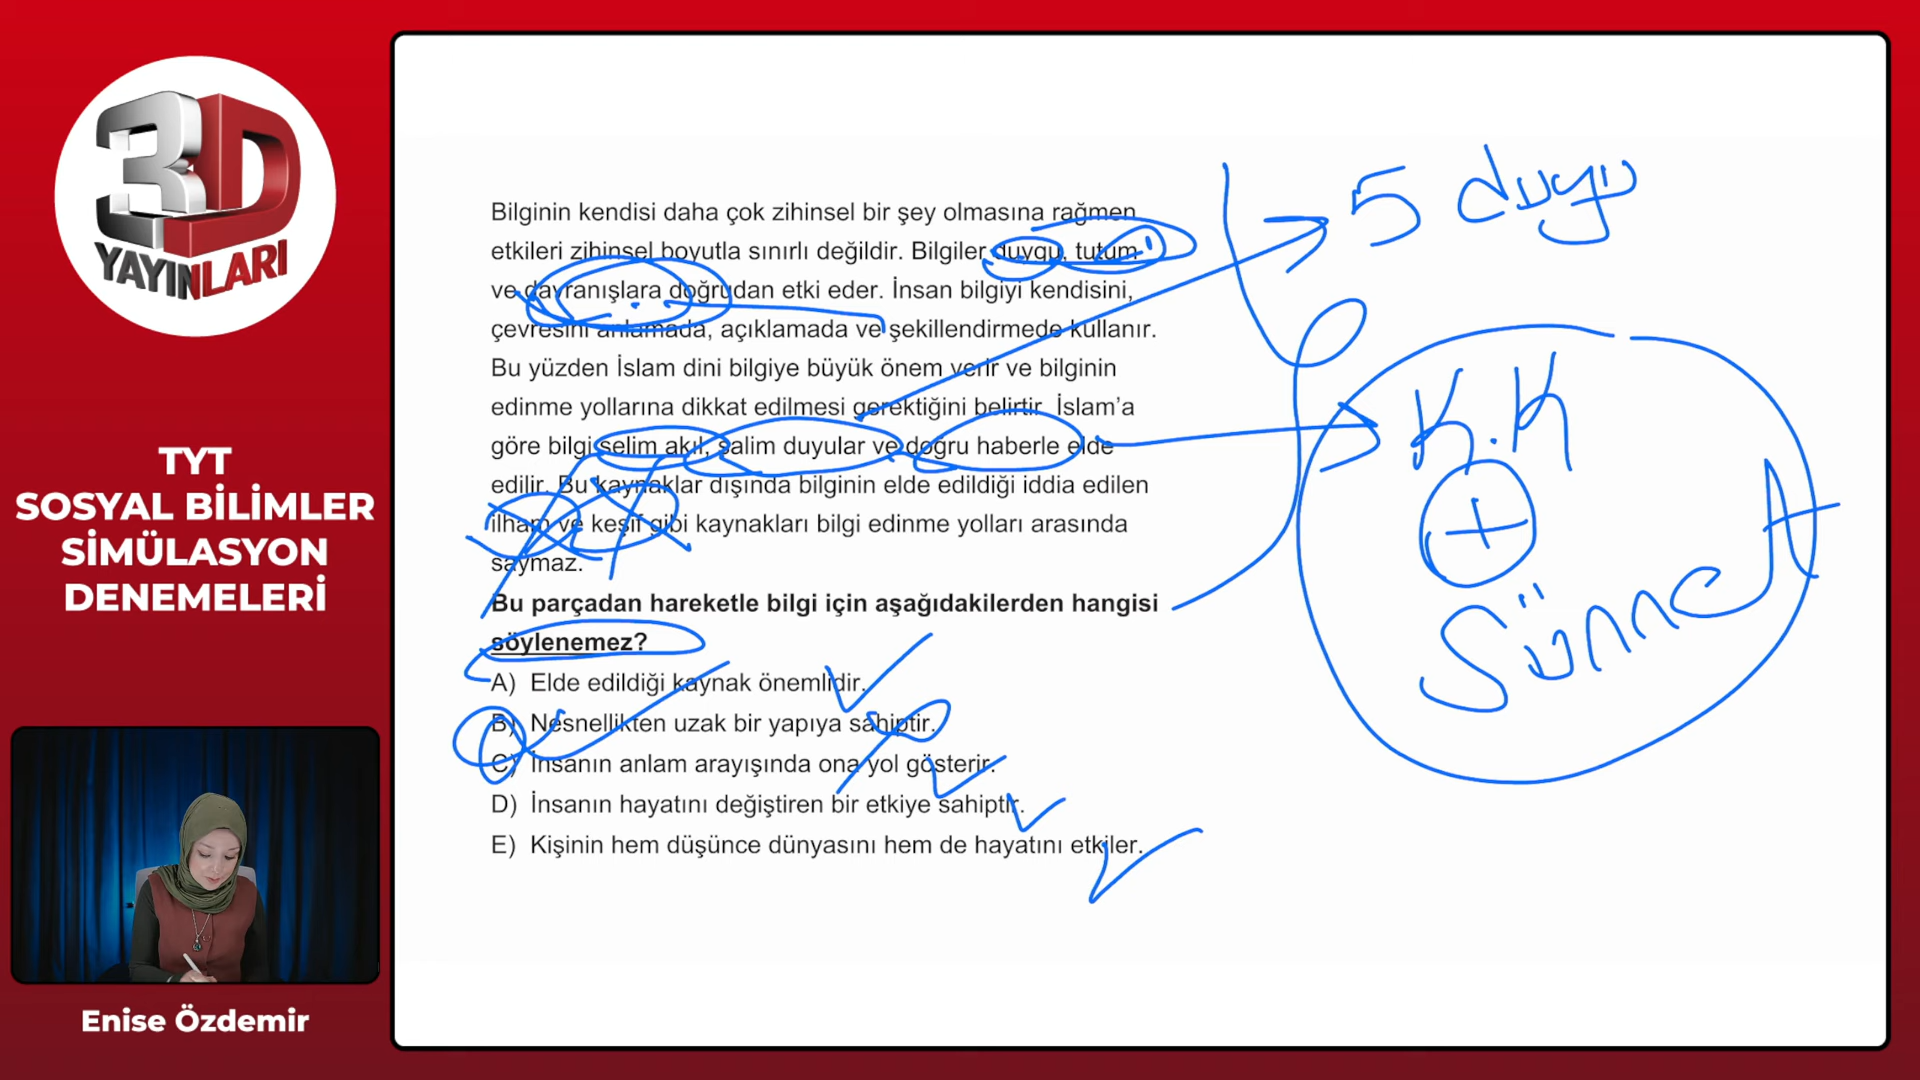 3D
YAYINLARI
TYT
SOSYAL BİLİMLER
SİMÜLASYON
DENEMELERİ
Enise Özdemir
Bilginin kendisi daha çok zihinsel bir şey olmasına rağmen
etkileri zihinsel boyutla sınırlı değildir. Bilgiler duygu, tutum
ve davranışlara doğrudan etki eder. İnsan bilgiyi kendisini,
çevresini anlamada, açıklamada ve şekillendirmede kullanır.
Bu yüzden İslam dini bilgiye büyük önem verir ve bilginin
edinme yollarına dikkat edilmesi gerektiğini belirtir. İslam’a
göre bilgi selim akıl, salim duyular ve doğru haberle elde
edilir. Bu kaynaklar dışında bilginin elde edildiği iddia edilen
ilham ve keşif gibi kaynakları bilgi edinme yolları arasında
saymaz.
Bu parçadan hareketle bilgi için aşağıdakilerden hangisi
söylenemez?
A) Elde edildiği kaynak önemlidir.
B) Nesnellikten uzak bir yapıya sahiptir.
C) İnsanın anlam arayışında ona yol gösterir.
D) İnsanın hayatını değiştiren bir etkiye sahiptir.
E) Kişinin hem düşünce dünyasını hem de hayatını etkiler.
5 duyu
K.K
+
Sünnet